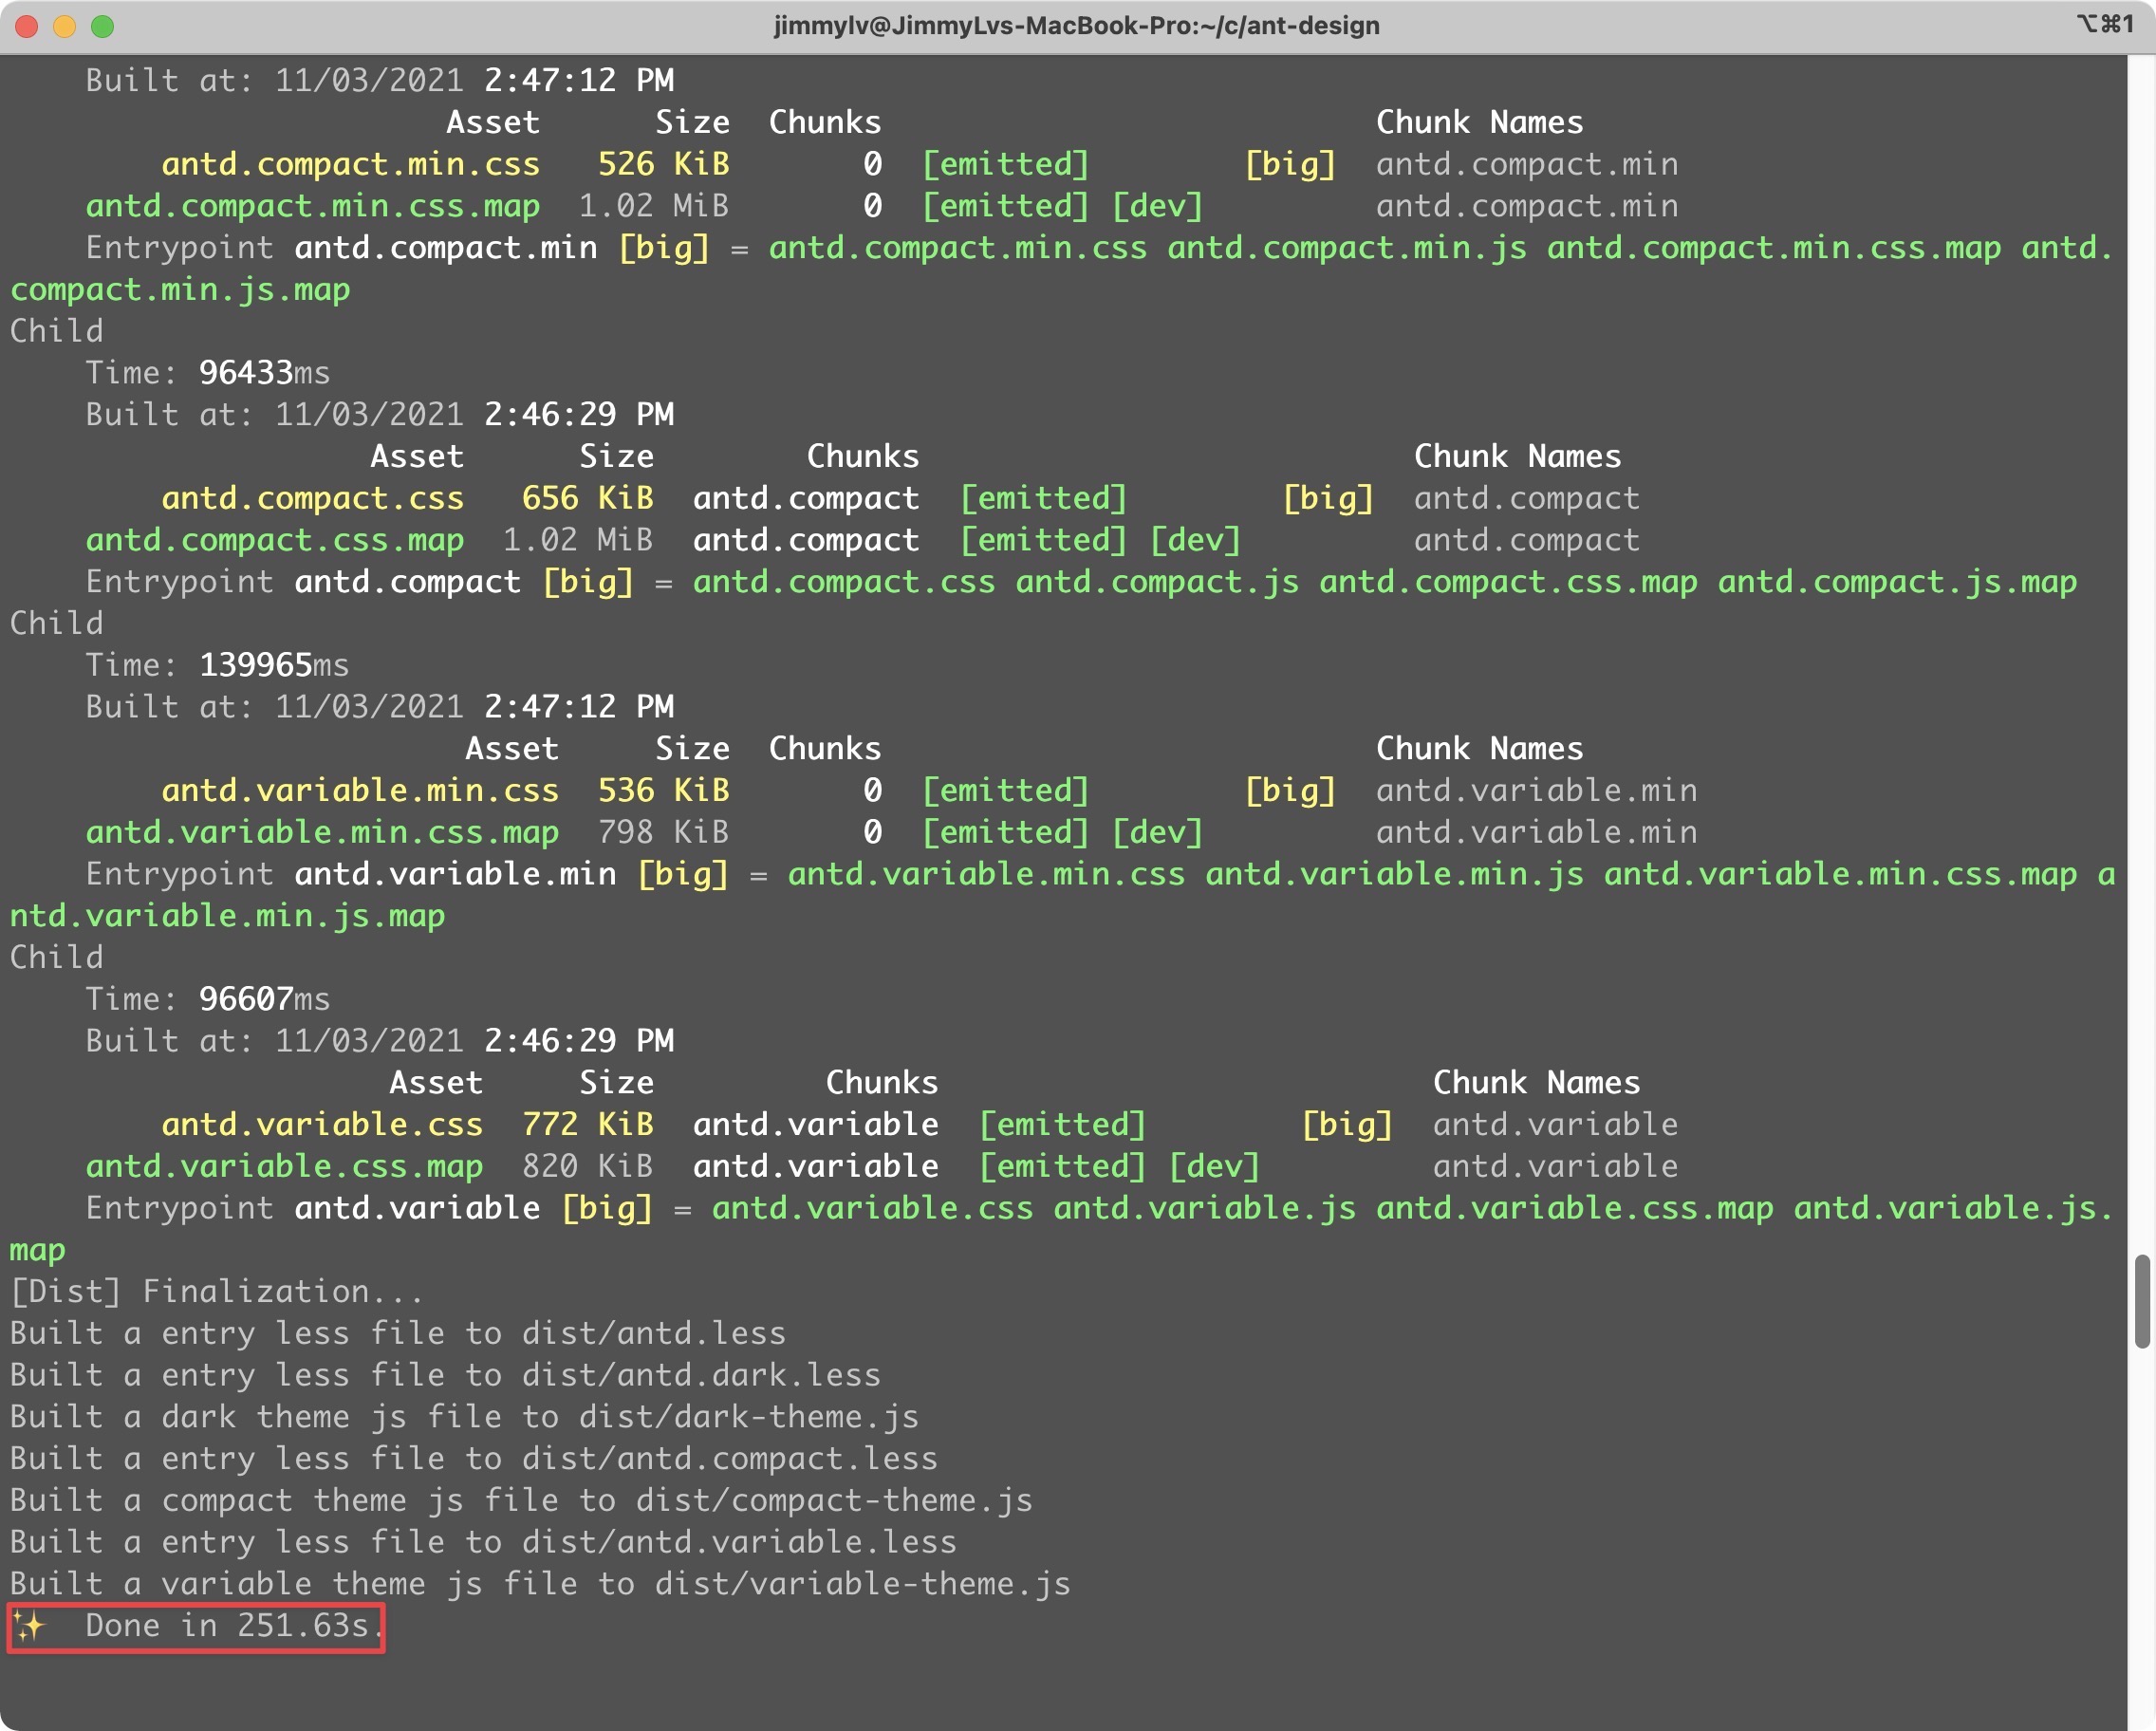 jimmylv@JimmyLvs-MacBook-Pro:~/c/ant-design ⌥⌘1
Built at: 11/03/2021 2:47:12 PM
Asset Size Chunks Chunk Names
antd.compact.min.css 526 KiB 0 [emitted] [big] antd.compact.min
antd.compact.min.css.map 1.02 MiB 0 [emitted] [dev] antd.compact.min
Entrypoint antd.compact.min [big] = antd.compact.min.css antd.compact.min.js antd.compact.min.css.map antd.
compact.min.js.map
Child
Time: 96433ms
Built at: 11/03/2021 2:46:29 PM
Asset Size Chunks Chunk Names
antd.compact.css 656 KiB antd.compact [emitted] [big] antd.compact
antd.compact.css.map 1.02 MiB antd.compact [emitted] [dev] antd.compact
Entrypoint antd.compact [big] = antd.compact.css antd.compact.js antd.compact.css.map antd.compact.js.map
Child
Time: 139965ms
Built at: 11/03/2021 2:47:12 PM
Asset Size Chunks Chunk Names
antd.variable.min.css 536 KiB 0 [emitted] [big] antd.variable.min
antd.variable.min.css.map 798 KiB 0 [emitted] [dev] antd.variable.min
Entrypoint antd.variable.min [big] = antd.variable.min.css antd.variable.min.js antd.variable.min.css.map a
ntd.variable.min.js.map
Child
Time: 96607ms
Built at: 11/03/2021 2:46:29 PM
Asset Size Chunks Chunk Names
antd.variable.css 772 KiB antd.variable [emitted] [big] antd.variable
antd.variable.css.map 820 KiB antd.variable [emitted] [dev] antd.variable
Entrypoint antd.variable [big] = antd.variable.css antd.variable.js antd.variable.css.map antd.variable.js.
map
[Dist] Finalization...
Built a entry less file to dist/antd.less
Built a entry less file to dist/antd.dark.less
Built a dark theme js file to dist/dark-theme.js
Built a entry less file to dist/antd.compact.less
Built a compact theme js file to dist/compact-theme.js
Built a entry less file to dist/antd.variable.less
Built a variable theme js file to dist/variable-theme.js
✨ Done in 251.63s.